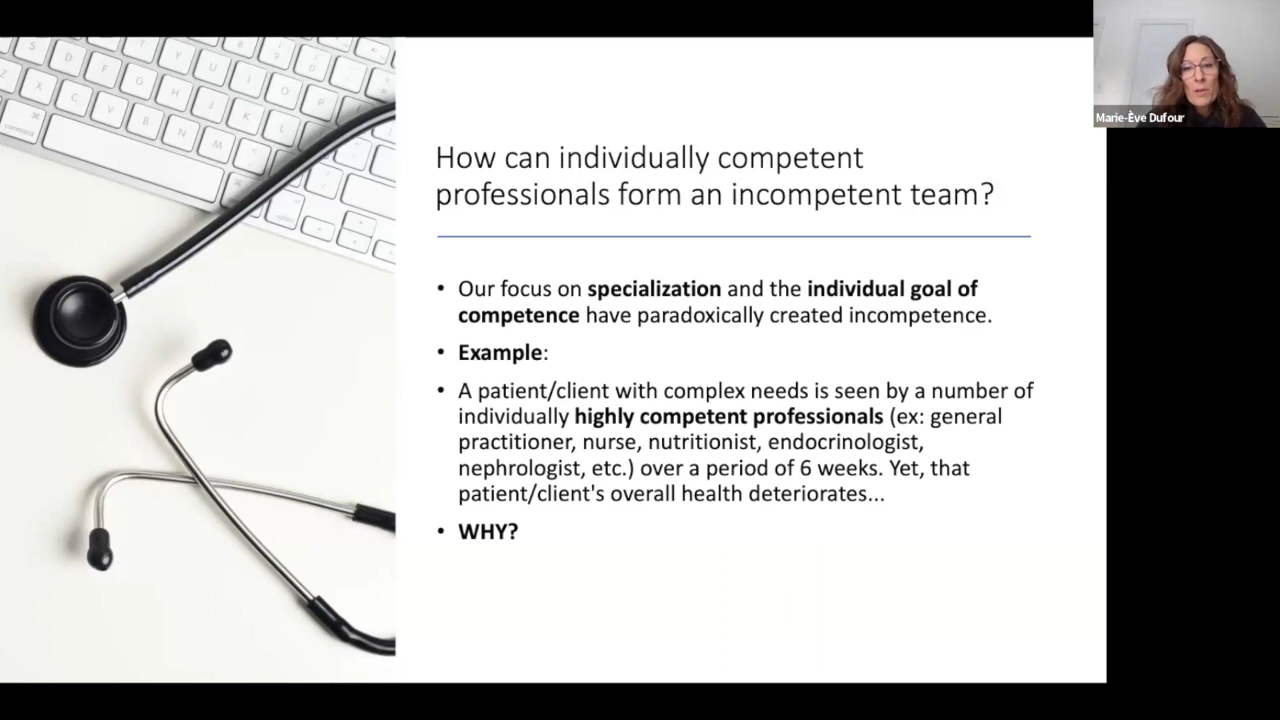 How can individually competent
professionals form an incompetent team?
• Our focus on specialization and the individual goal of
competence have paradoxically created incompetence.
• Example:
• A patient/client with complex needs is seen by a number of
individually highly competent professionals (ex: general
practitioner, nurse, nutritionist, endocrinologist,
nephrologist, etc.) over a period of 6 weeks. Yet, that
patient/client's overall health deteriorates...
• WHY?
Marie-Ève Dufour
S D F G H J K L
Z X C V B N M
command